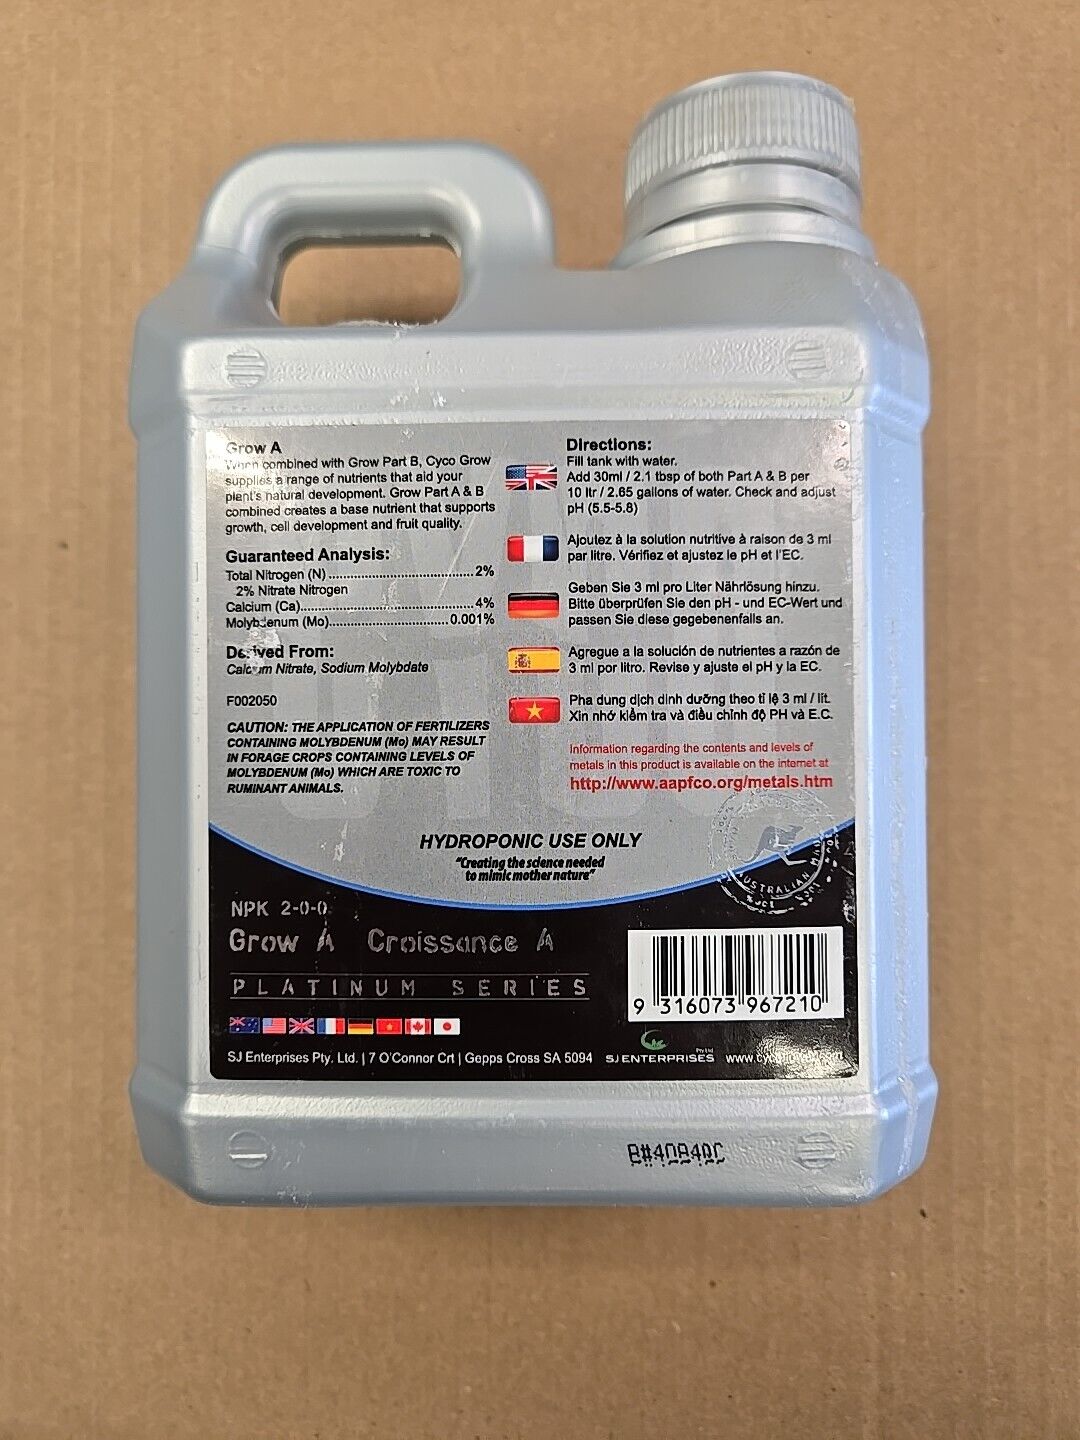 Grow A
When combined with Grow Part B, Cyco Grow
supplies a range of nutrients that aid your
plant's natural development. Grow Part A & B
combined creates a base nutrient that supports
growth, cell development and fruit quality.
Guaranteed Analysis:
Total Nitrogen (N)....................................2%
2% Nitrate Nitrogen
Calcium (Ca)...........................................4%
Molybdenum (Mo).............................0.001%
Derived From:
Calcium Nitrate, Sodium Molybdate
F002050
CAUTION: THE APPLICATION OF FERTILIZERS
CONTAINING MOLYBDENUM (Mo) MAY RESULT
IN FORAGE CROPS CONTAINING LEVELS OF
MOLYBDENUM (Mo) WHICH ARE TOXIC TO
RUMINANT ANIMALS.
Directions:
Fill tank with water.
Add 30ml / 2.1 tbsp of both Part A & B per
10 ltr / 2.65 gallons of water. Check and adjust
pH (5.5-5.8)
Ajoutez à la solution nutritive à raison de 3 ml
par litre. Vérifiez et ajustez le pH et l'EC.
Geben Sie 3 ml pro Liter Nährlösung hinzu.
Bitte überprüfen Sie den pH - und EC-Wert und
passen Sie diese gegebenenfalls an.
Agregue a la solución de nutrientes a razón de
3 ml por litro. Revise y ajuste el pH y la EC.
Pha dung dịch dinh dưỡng theo tỉ lệ 3 ml / lít.
Xin nhớ kiểm tra và điều chỉnh độ PH và E.C.
Information regarding the contents and levels of
metals in this product is available on the internet at
http://www.aapfco.org/metals.htm
HYDROPONIC USE ONLY
"Creating the science needed
to mimic mother nature"
AUSTRALIAN
NPK 2-0-0
Grow A Croissance A
PLATINUM SERIES
9 316073 967210
SJ Enterprises Pty. Ltd. | 7 O'Connor Crt | Gepps Cross SA 5094
SJ ENTERPRISES Pty Ltd
B#40840C